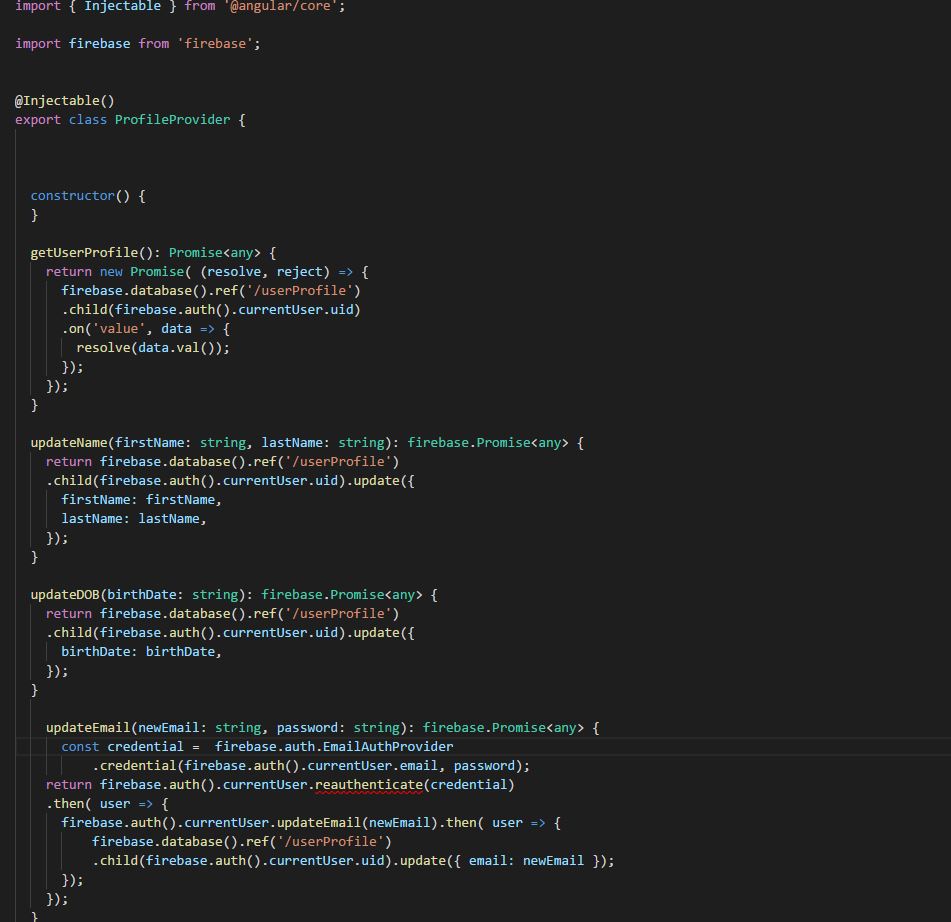 import { Injectable } from '@angular/core';
import firebase from 'firebase';
@Injectable()
export class ProfileProvider {
constructor() {
}
getUserProfile(): Promise<any> {
return new Promise( (resolve, reject) => {
firebase.database().ref('/userProfile')
.child(firebase.auth().currentUser.uid)
.on('value', data => {
resolve(data.val());
});
});
}
updateName(firstName: string, lastName: string): firebase.Promise<any> {
return firebase.database().ref('/userProfile')
.child(firebase.auth().currentUser.uid).update({
firstName: firstName,
lastName: lastName,
});
}
updateDOB(birthDate: string): firebase.Promise<any> {
return firebase.database().ref('/userProfile')
.child(firebase.auth().currentUser.uid).update({
birthDate: birthDate,
});
}
updateEmail(newEmail: string, password: string): firebase.Promise<any> {
const credential =  firebase.auth.EmailAuthProvider
.credential(firebase.auth().currentUser.email, password);
return firebase.auth().currentUser.reauthenticate(credential)
.then( user => {
firebase.auth().currentUser.updateEmail(newEmail).then( user => {
firebase.database().ref('/userProfile')
.child(firebase.auth().currentUser.uid).update({ email: newEmail });
});
});
}